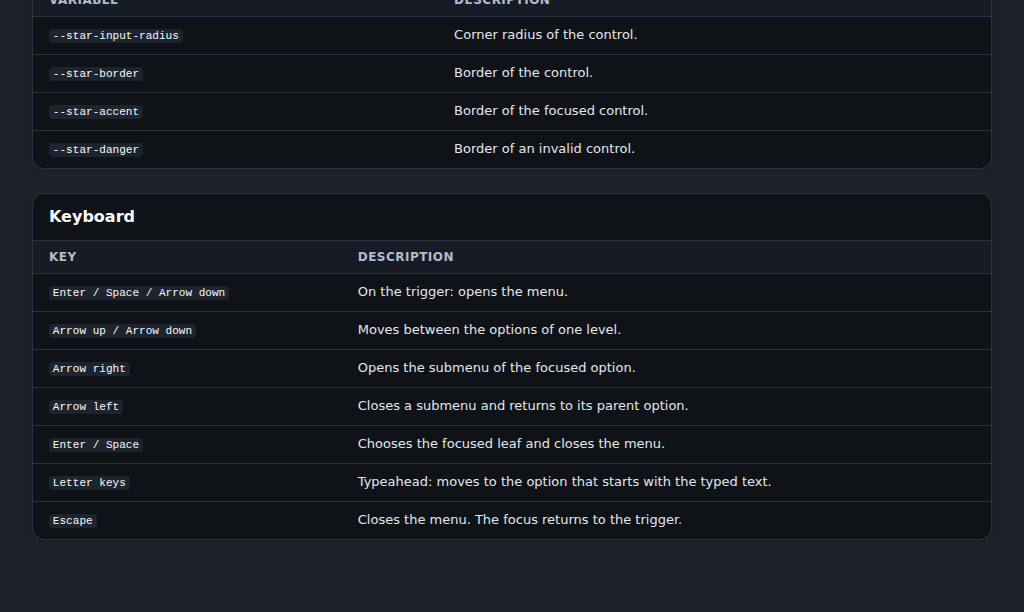 VARIABLE DESCRIPTION
--star-input-radius Corner radius of the control.
--star-border Border of the control.
--star-accent Border of the focused control.
--star-danger Border of an invalid control.
Keyboard
KEY DESCRIPTION
Enter / Space / Arrow down On the trigger: opens the menu.
Arrow up / Arrow down Moves between the options of one level.
Arrow right Opens the submenu of the focused option.
Arrow left Closes a submenu and returns to its parent option.
Enter / Space Chooses the focused leaf and closes the menu.
Letter keys Typeahead: moves to the option that starts with the typed text.
Escape Closes the menu. The focus returns to the trigger.